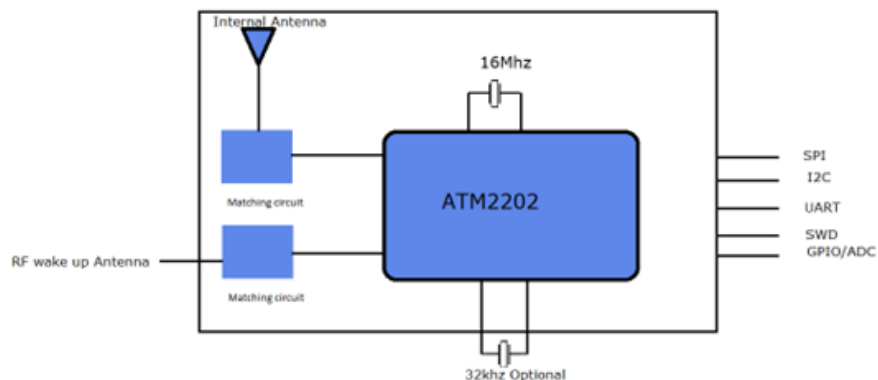 Internal Antenna
16Mhz
SPI
I2C
Matching circuit
ATM2202
UART
SWD
RF wake up Antenna
GPIO/ADC
Matching circuit
32khz Optional